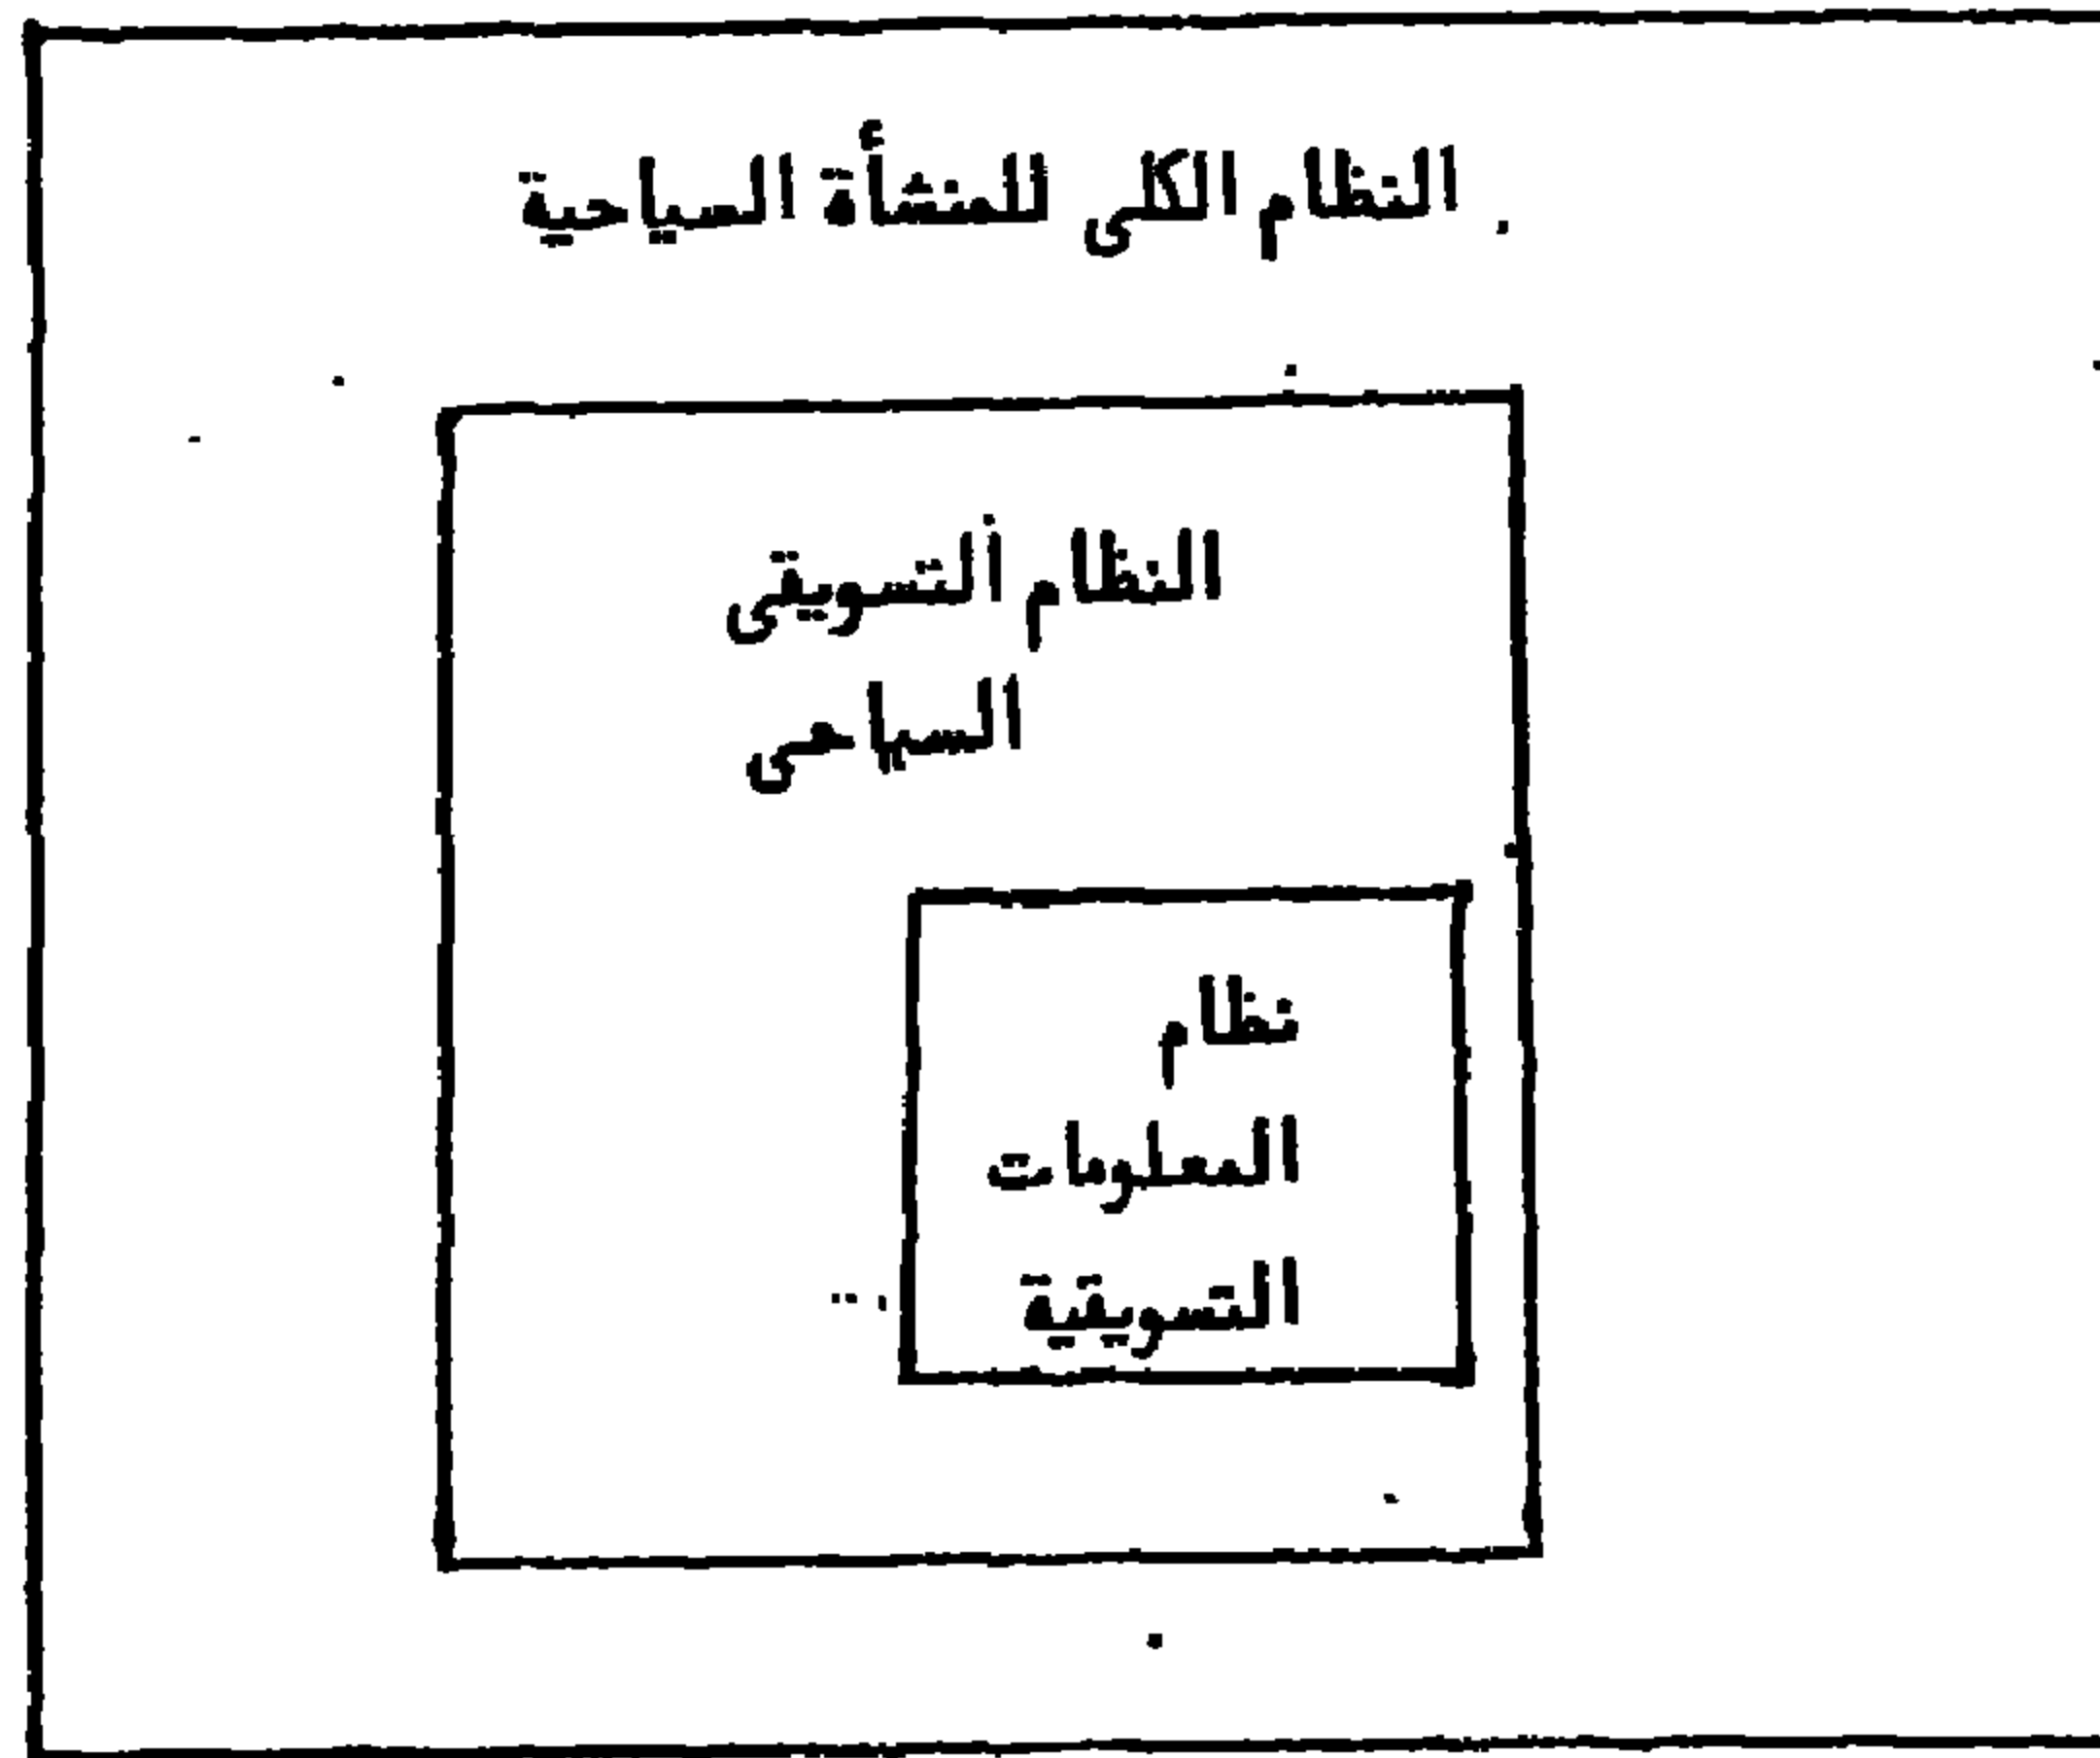 النظام الكلى للمنشأة السياحية
النظام التسويقى
السياحى
نظام
المعلومات
التسويقية